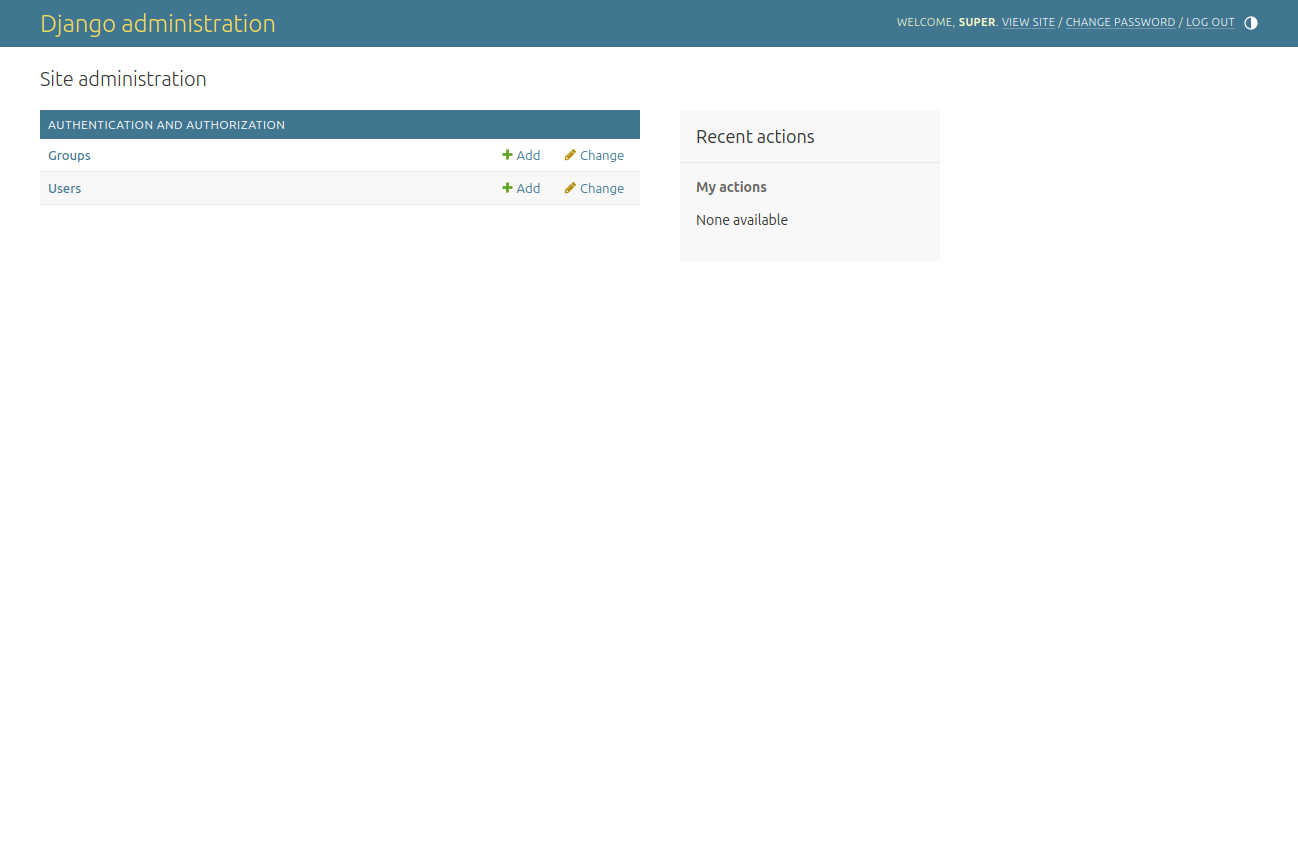 Django administration
WELCOME, SUPER. VIEW SITE / CHANGE PASSWORD / LOG OUT
Site administration
AUTHENTICATION AND AUTHORIZATION
Groups Add Change
Users Add Change
Recent actions
My actions
None available